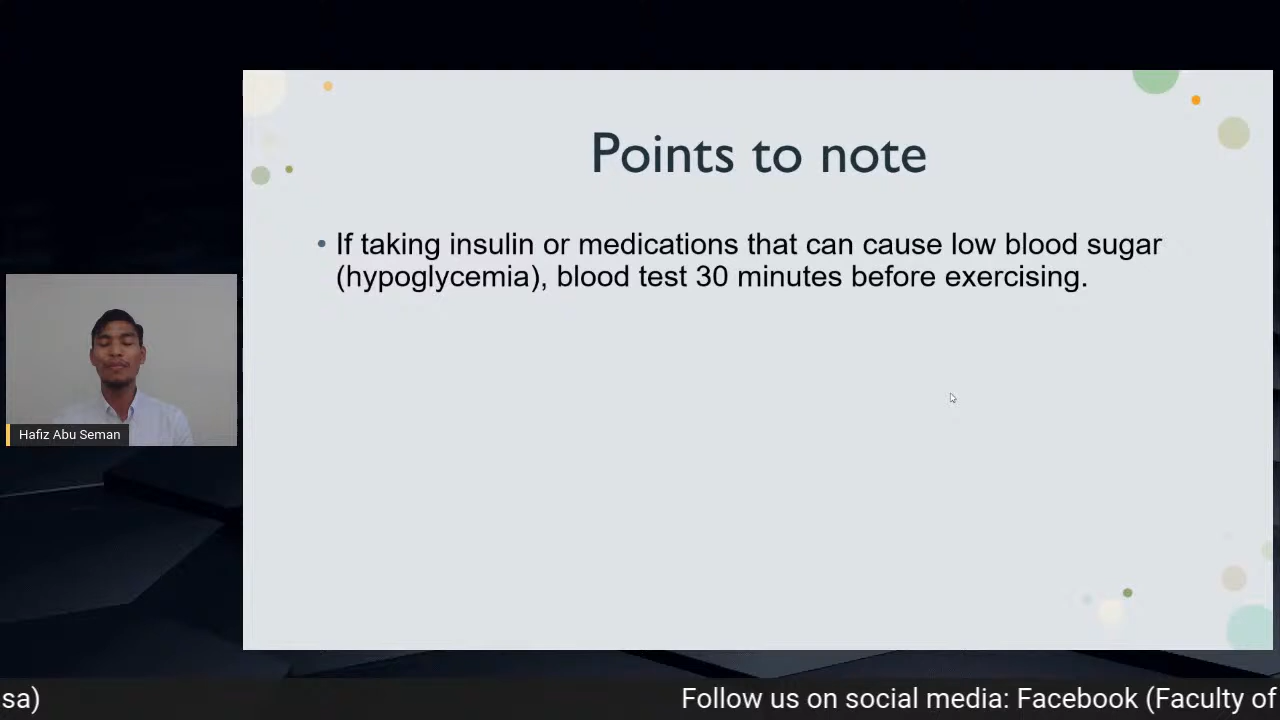 Points to note
• If taking insulin or medications that can cause low blood sugar
(hypoglycemia), blood test 30 minutes before exercising.
Hafiz Abu Seman
sa) Follow us on social media: Facebook (Faculty of